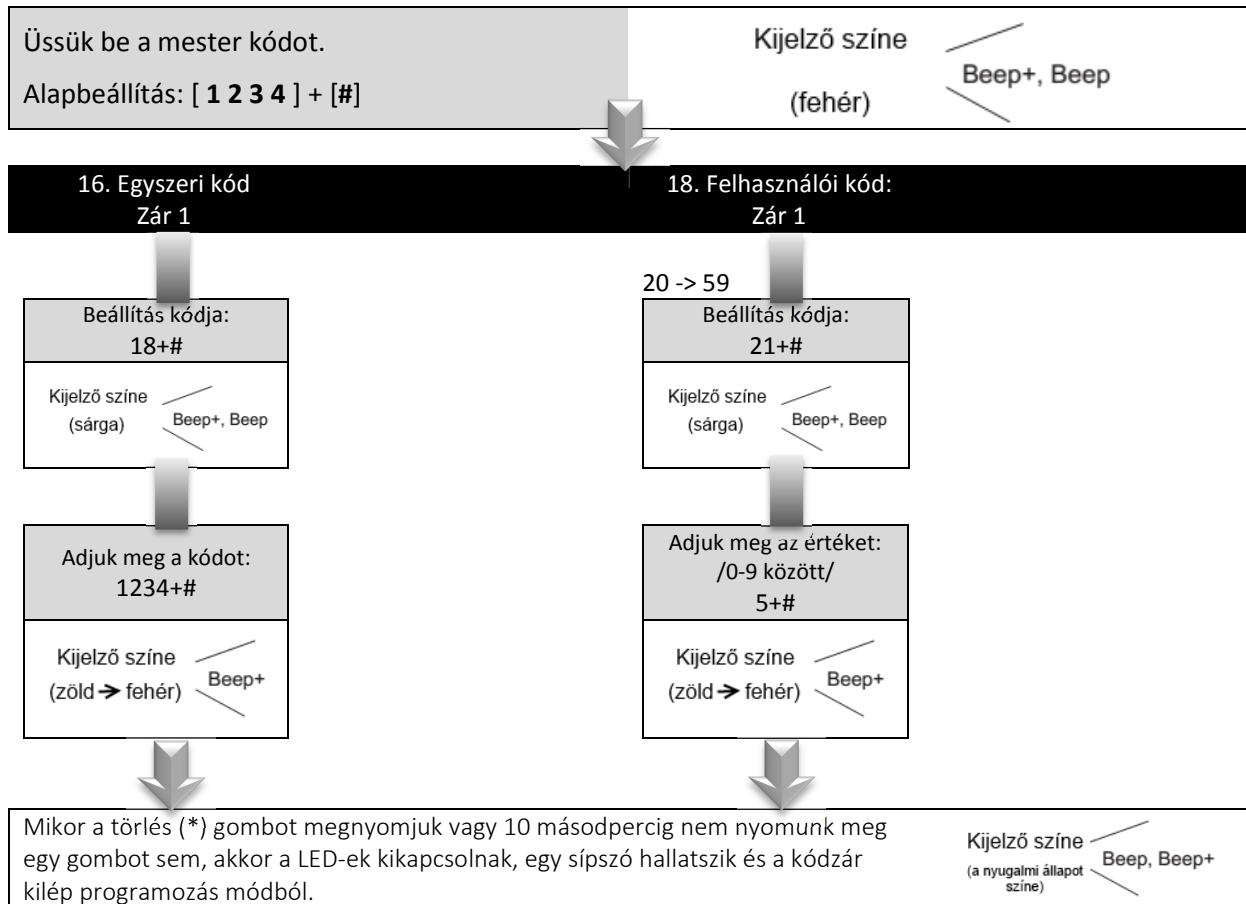 Üssük be a mester kódot.
Alapbeállítás: [ 1 2 3 4 ] + [#]
Kijelző színe
(fehér)
Beep+, Beep
16. Egyszeri kód
Zár 1
18. Felhasználói kód:
Zár 1
20 -> 59
Beállítás kódja:
18+#
Kijelző színe
(sárga)
Beep+, Beep
Beállítás kódja:
21+#
Kijelző színe
(sárga)
Beep+, Beep
Adjuk meg a kódot:
1234+#
Kijelző színe
(zöld ➔ fehér)
Beep+
Adjuk meg az értéket:
/0-9 között/
5+#
Kijelző színe
(zöld ➔ fehér)
Beep+
Mikor a törlés (*) gombot megnyomjuk vagy 10 másodpercig nem nyomunk meg
egy gombot sem, akkor a LED-ek kikapcsolnak, egy sípszó hallatszik és a kódzár
kilép programozás módból.
Kijelző színe
(a nyugalmi állapot
színe)
Beep, Beep+